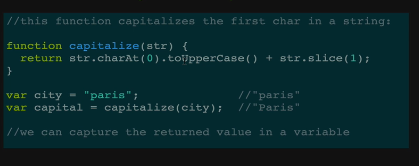 //this function capitalizes the first char in a string:
function capitalize(str) {
return str.charAt(0).toUpperCase() + str.slice(1);
}
var city = "paris"; //"paris"
var capital = capitalize(city); //"Paris"
//we can capture the returned value in a variable